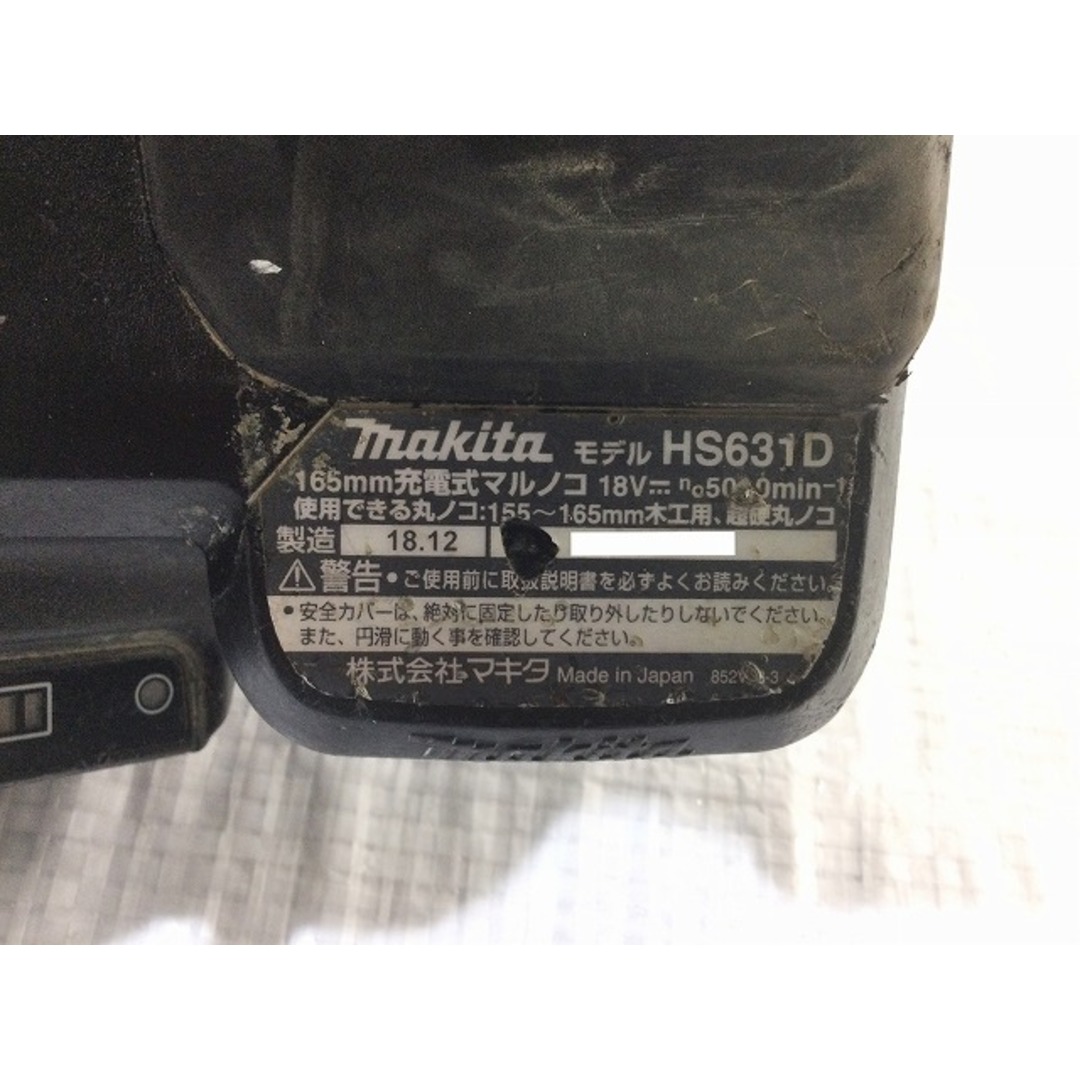 makita モデル HS631D
165mm充電式マルノコ 18V⎓ n₀
使用できる丸ノコ:155～165mm木工用、超硬丸ノコ
製造 18.12
⚠警告・ご使用前に取扱説明書を必ずよくお読みください。
・安全カバーは、絶対に固定したり取り外したりしないでください。
また、円滑に動く事を確認してください。
株式会社マキタ Made in Japan
makita